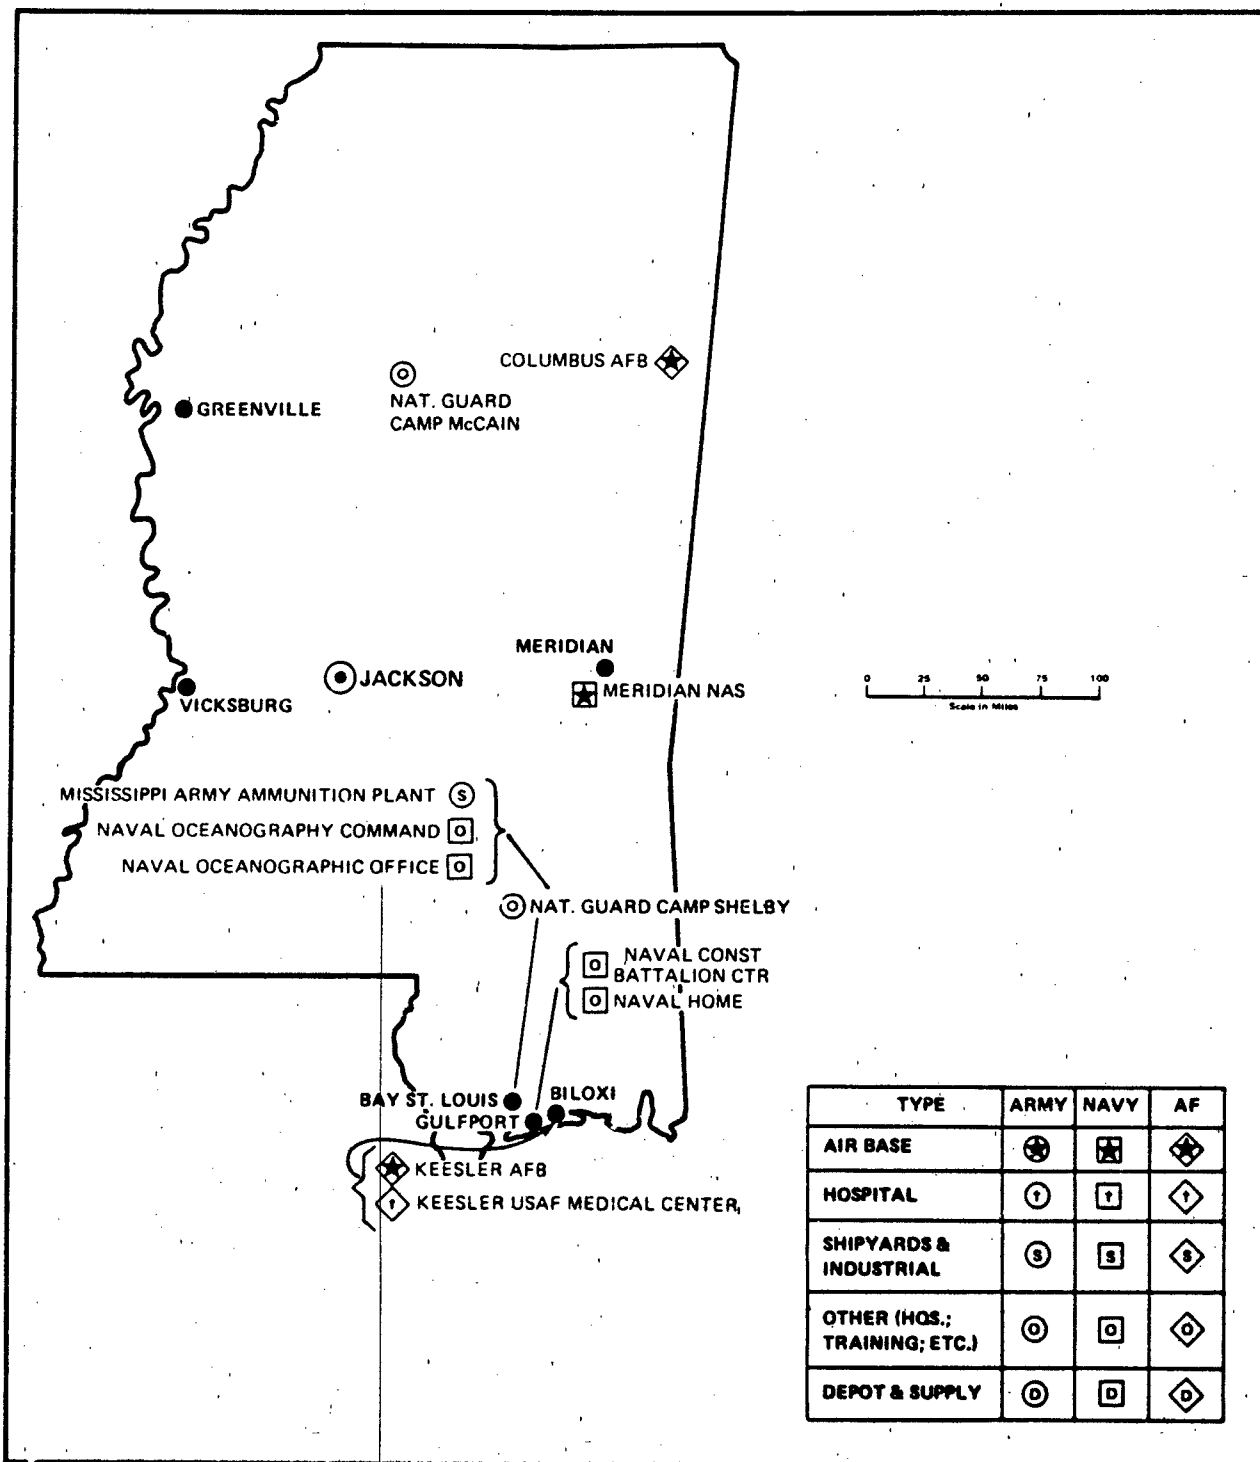 COLUMBUS AFB
NAT. GUARD
CAMP McCAIN
GREENVILLE
MERIDIAN
MERIDIAN NAS
JACKSON
VICKSBURG
0 25 50 75 100
Scale in Miles
MISSISSIPPI ARMY AMMUNITION PLANT S
NAVAL OCEANOGRAPHY COMMAND O
NAVAL OCEANOGRAPHIC OFFICE O
O NAT. GUARD CAMP SHELBY
O NAVAL CONST
BATTALION CTR
O NAVAL HOME
BAY ST. LOUIS
BILOXI
GULFPORT
KEESLER AFB
KEESLER USAF MEDICAL CENTER
TYPE ARMY NAVY AF
AIR BASE
HOSPITAL † † †
SHIPYARDS &
INDUSTRIAL S S S
OTHER (HQS.;
TRAINING; ETC.) O O O
DEPOT & SUPPLY D D D